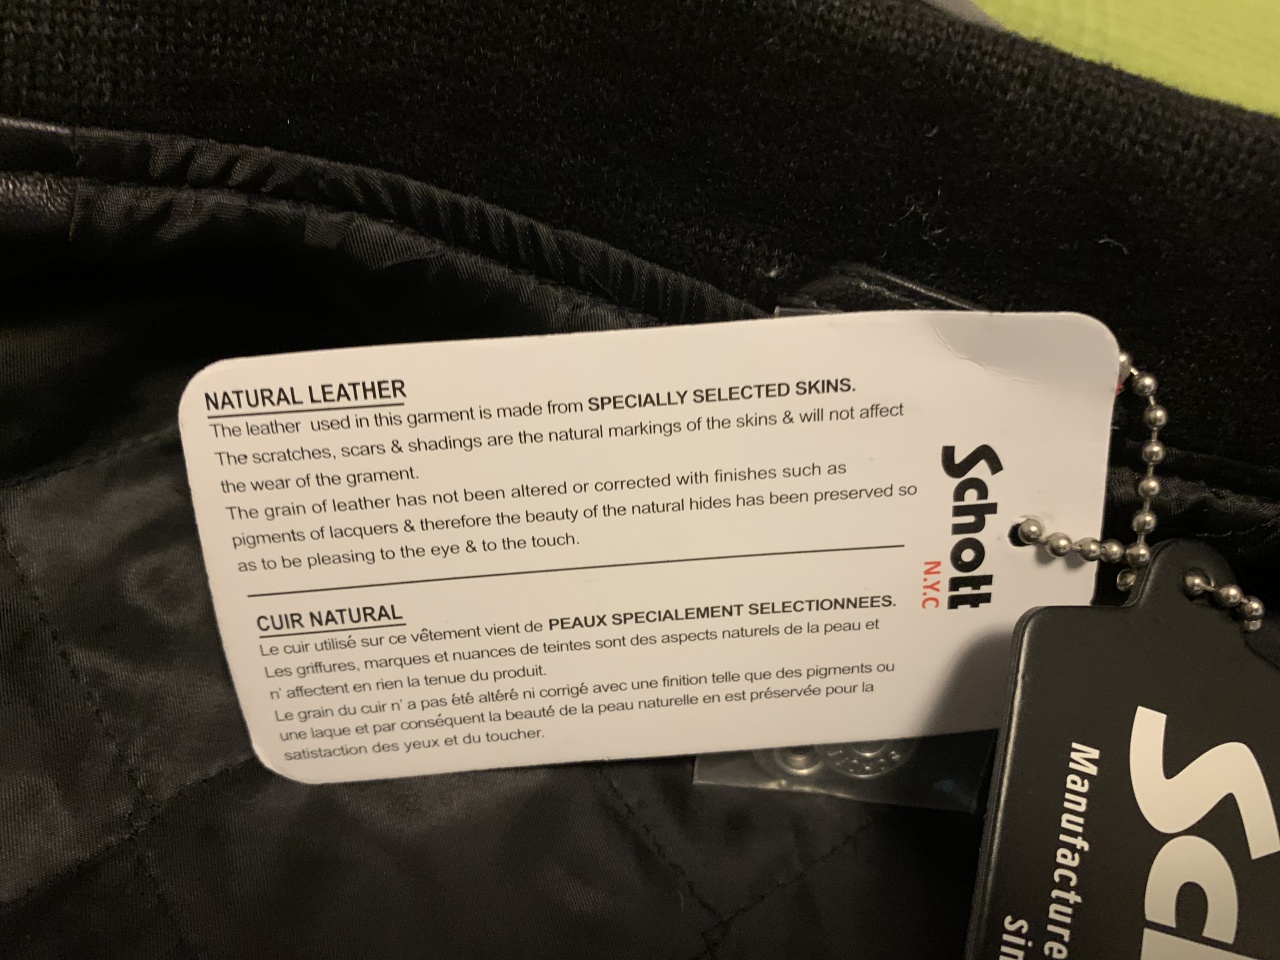 NATURAL LEATHER
The leather used in this garment is made from SPECIALLY SELECTED SKINS.
The scratches, scars & shadings are the natural markings of the skins & will not affect
the wear of the grament.
The grain of leather has not been altered or corrected with finishes such as
pigments of lacquers & therefore the beauty of the natural hides has been preserved so
as to be pleasing to the eye & to the touch.
CUIR NATURAL
Le cuir utilisé sur ce vêtement vient de PEAUX SPECIALEMENT SELECTIONNEES.
Les griffures, marques et nuances de teintes sont des aspects naturels de la peau et
n' affectent en rien la tenue du produit.
Le grain du cuir n' a pas été altéré ni corrigé avec une finition telle que des pigments ou
une laque et par conséquent la beauté de la peau naturelle en est préservée pour la
satistaction des yeux et du toucher.
Schott
N.Y.C
Sc
Manufacture
Sin